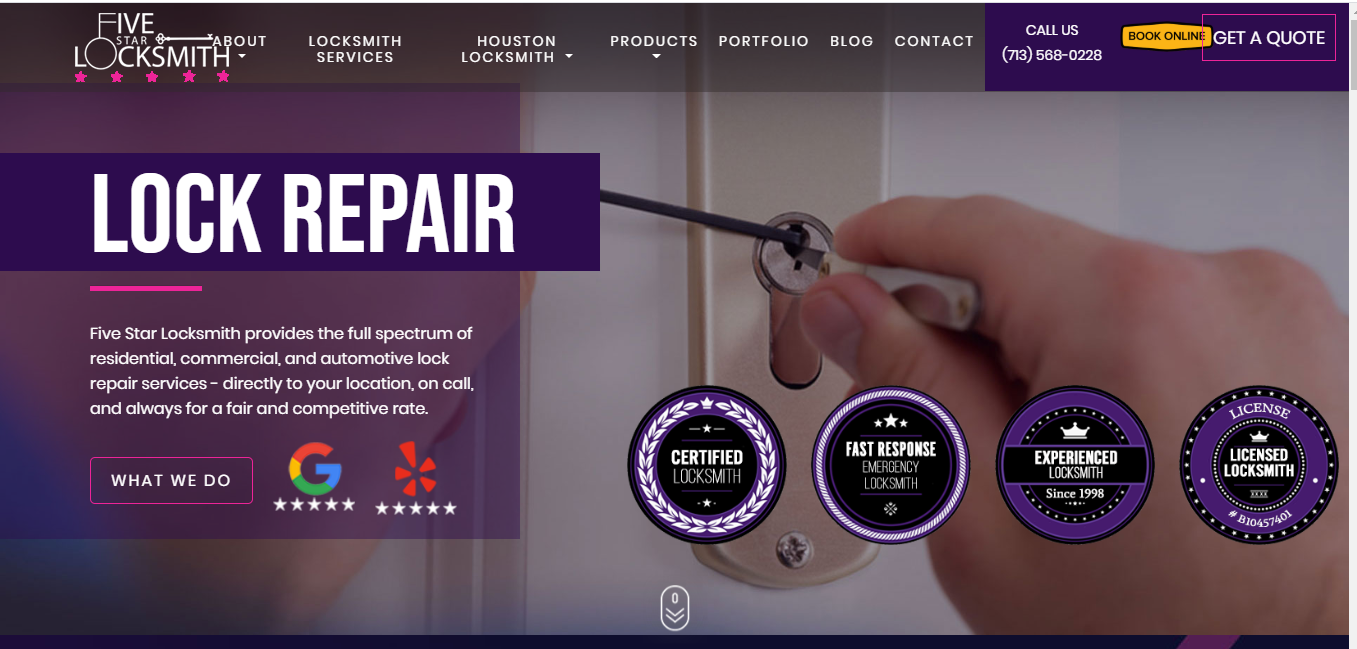 FIVE
STAR
LOCKSMITH
ABOUT
LOCKSMITH
SERVICES
HOUSTON
LOCKSMITH
PRODUCTS
PORTFOLIO
BLOG
CONTACT
CALL US
(713) 568-0228
BOOK ONLINE
GET A QUOTE
LOCK REPAIR
Five Star Locksmith provides the full spectrum of
residential, commercial, and automotive lock
repair services - directly to your location, on call,
and always for a fair and competitive rate.
WHAT WE DO
G
CERTIFIED
LOCKSMITH
FAST RESPONSE
EMERGENCY
LOCKSMITH
EXPERIENCED
LOCKSMITH
Since 1998
LICENSE
LICENSED
LOCKSMITH
XXXX
# B10457401